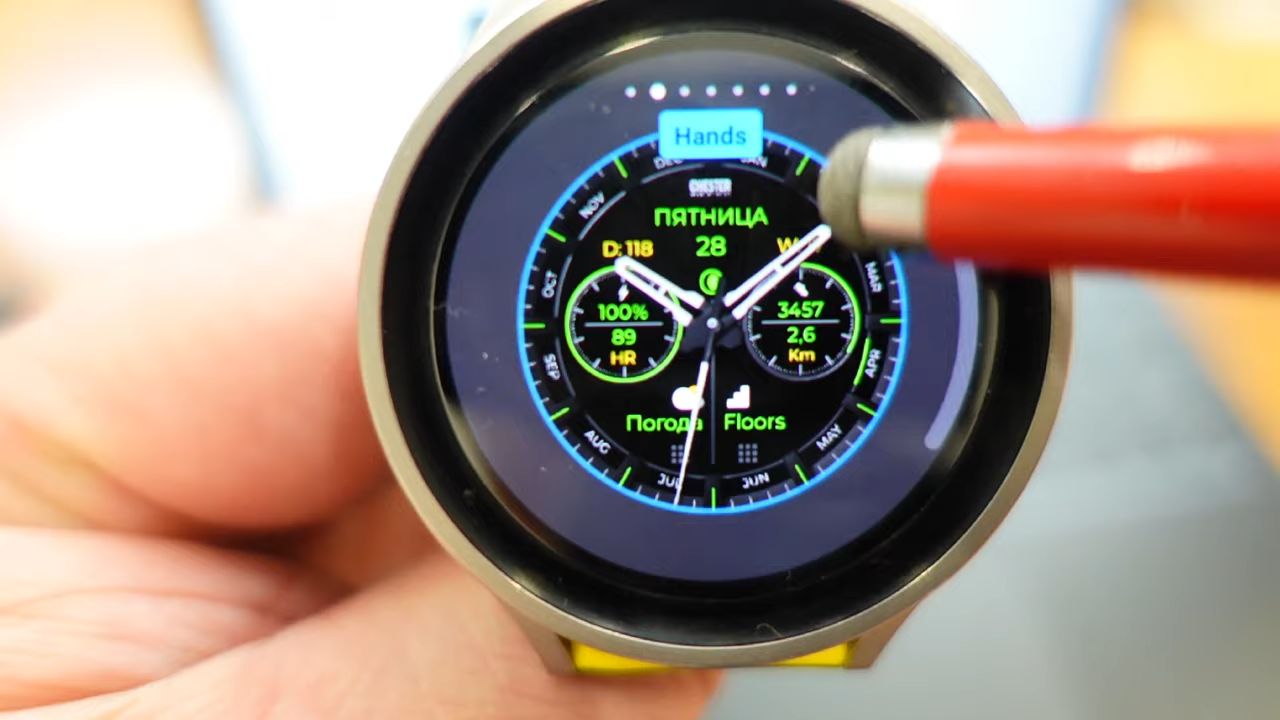 Hands
DEC
JAN
CHESTER
NOV
ПЯТНИЦА
D: 118
28
OCT
MAR
100%
3457
89
2,6
HR
Km
SEP
APR
Погода
Floors
AUG
MAY
JUL
JUN